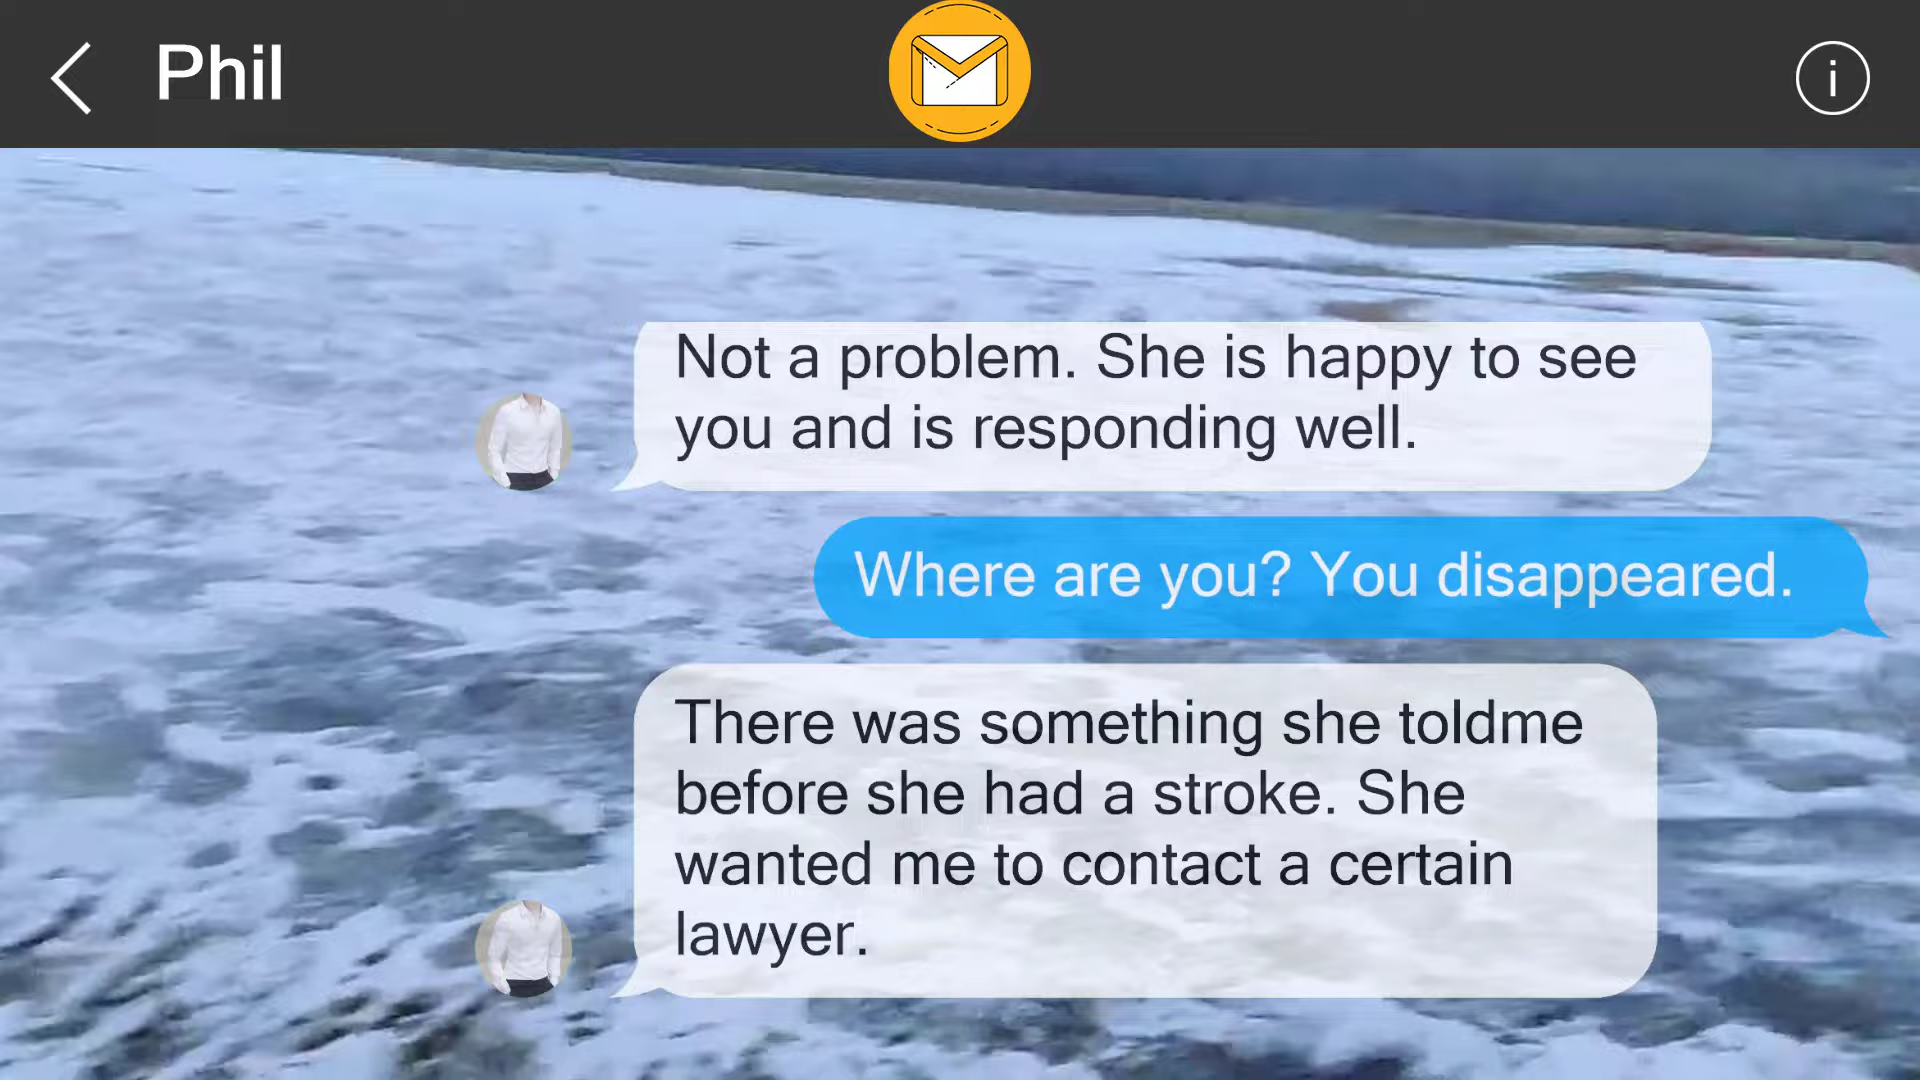 Phil
i
Not a problem. She is happy to see
you and is responding well.
Where are you? You disappeared.
There was something she toldme
before she had a stroke. She
wanted me to contact a certain
lawyer.